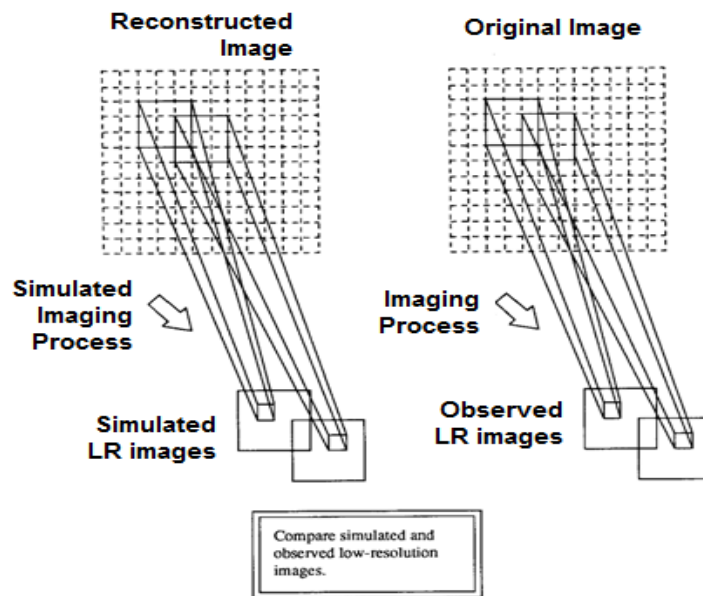 Reconstructed
Image
Original Image
Simulated
Imaging
Process
Imaging
Process
Simulated
LR images
Observed
LR images
Compare simulated and
observed low-resolution
images.